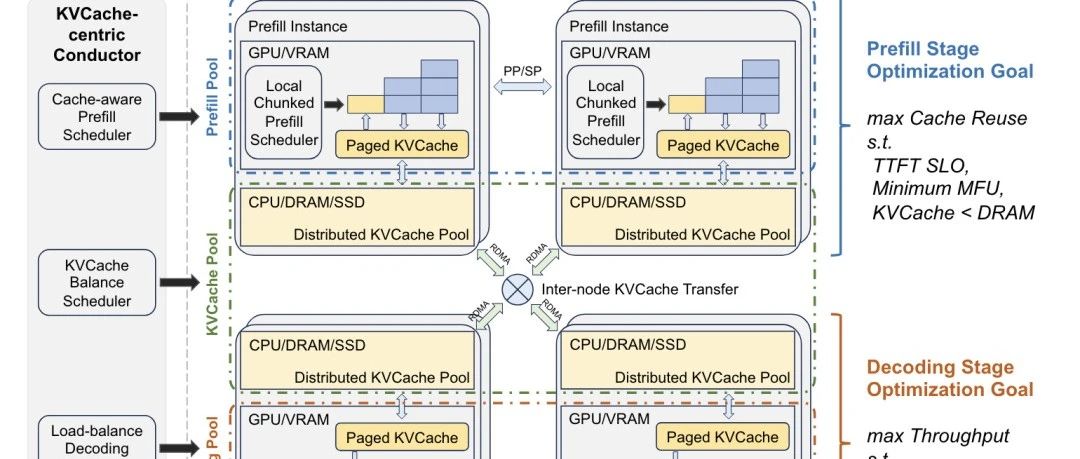 KVCache-
centric
Conductor
Cache-aware
Prefill
Scheduler
KVCache
Balance
Scheduler
Load-balance
Decoding
Prefill Pool
KVCache Pool
Pool
Prefill Instance
GPU/VRAM
Local
Chunked
Prefill
Scheduler
Paged KVCache
CPU/DRAM/SSD
Distributed KVCache Pool
PP/SP
Prefill Instance
GPU/VRAM
Local
Chunked
Prefill
Scheduler
Paged KVCache
CPU/DRAM/SSD
Distributed KVCache Pool
RDMA
RDMA
Inter-node KVCache Transfer
RDMA
RDMA
CPU/DRAM/SSD
Distributed KVCache Pool
GPU/VRAM
Paged KVCache
CPU/DRAM/SSD
Distributed KVCache Pool
GPU/VRAM
Paged KVCache
Prefill Stage
Optimization Goal
max Cache Reuse
s.t.
TTFT SLO,
Minimum MFU,
KVCache < DRAM
Decoding Stage
Optimization Goal
max Throughput
s.t.